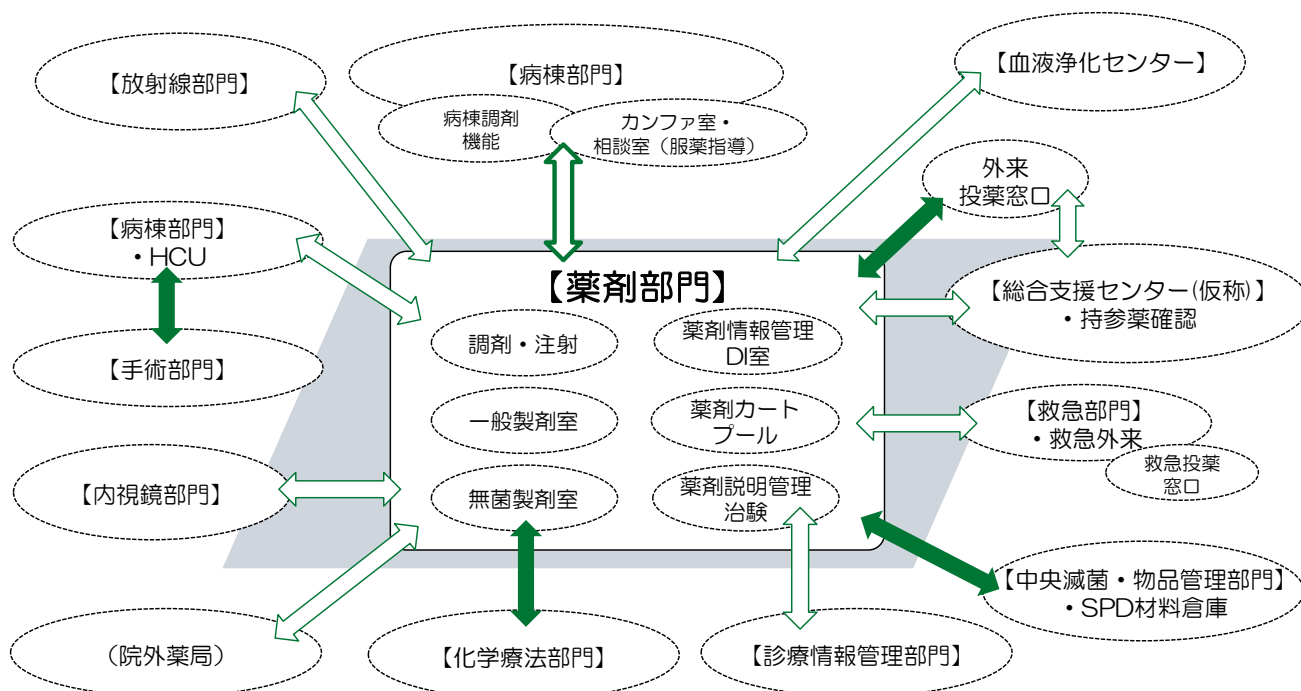 【放射線部門】
【病棟部門】
【血液浄化センター】
病棟調剤
機能
カンファ室・
相談室（服薬指導）
外来
投薬窓口
【病棟部門】
・HCU
【薬剤部門】
【総合支援センター(仮称)】
・持参薬確認
調剤・注射
薬剤情報管理
DI室
【手術部門】
一般製剤室
薬剤カート
プール
【救急部門】
・救急外来
救急投薬
窓口
【内視鏡部門】
無菌製剤室
薬剤説明管理
治験
【中央滅菌・物品管理部門】
・SPD材料倉庫
（院外薬局）
【化学療法部門】
【診療情報管理部門】